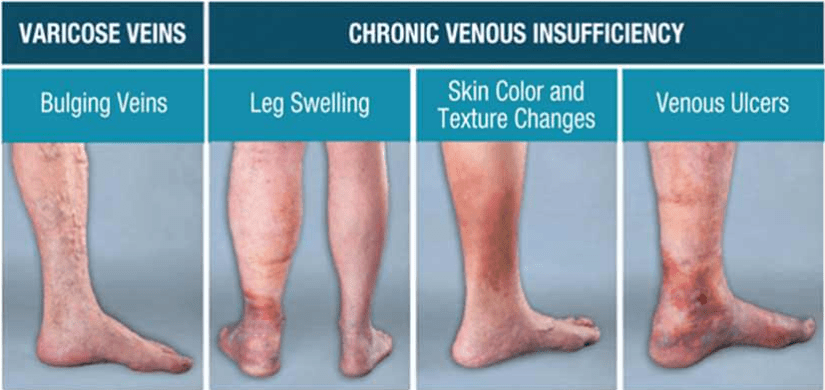 VARICOSE VEINS
CHRONIC VENOUS INSUFFICIENCY
Bulging Veins
Leg Swelling
Skin Color and
Texture Changes
Venous Ulcers